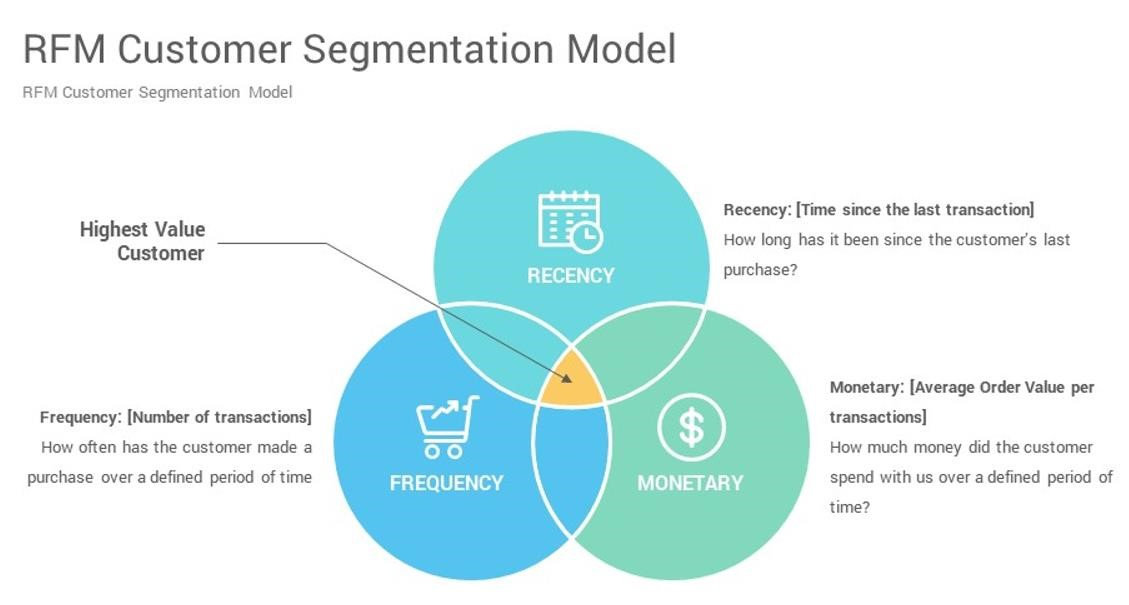 RFM Customer Segmentation Model
RFM Customer Segmentation Model
Highest Value
Customer
RECENCY
Recency: [Time since the last transaction]
How long has it been since the customer's last
purchase?
Frequency: [Number of transactions]
How often has the customer made a
purchase over a defined period of time
FREQUENCY
$
MONETARY
Monetary: [Average Order Value per
transactions]
How much money did the customer
spend with us over a defined period of
time?